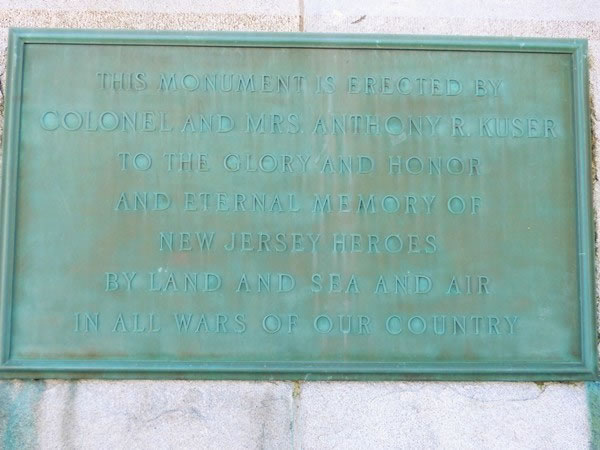 THIS MONUMENT IS ERECTED BY
COLONEL AND MRS. ANTHONY R. KUSER
TO THE GLORY AND HONOR
AND ETERNAL MEMORY OF
NEW JERSEY HEROES
BY LAND AND SEA AND AIR
IN ALL WARS OF OUR COUNTRY